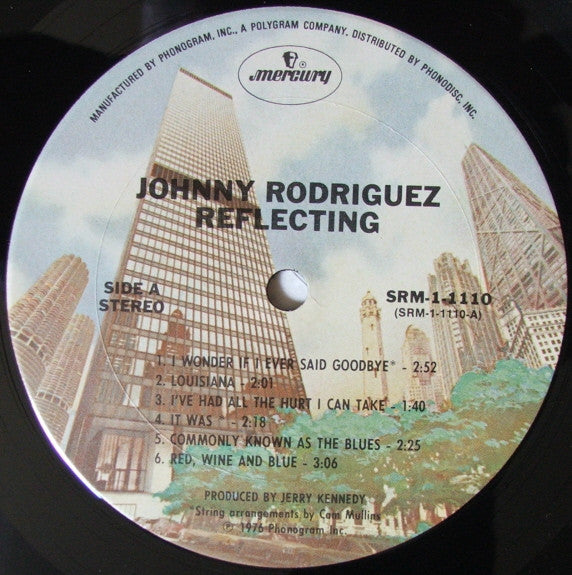 MANUFACTURED BY PHONOGRAM, INC., A POLYGRAM COMPANY. DISTRIBUTED BY PHONODISC, INC.
mercury
®
JOHNNY RODRIGUEZ
REFLECTING
SIDE A
STEREO
SRM-1-1110
(SRM-1-1110-A)
1. I WONDER IF I EVER SAID GOODBYE* - 2:52
2. LOUISIANA - 2:01
3. I'VE HAD ALL THE HURT I CAN TAKE - 1:40
4. IT WAS * - 2:18
5. COMMONLY KNOWN AS THE BLUES - 2:25
6. RED, WINE AND BLUE - 3:06
PRODUCED BY JERRY KENNEDY
*String arrangements by Cam Mullins
℗ 1976 Phonogram Inc.